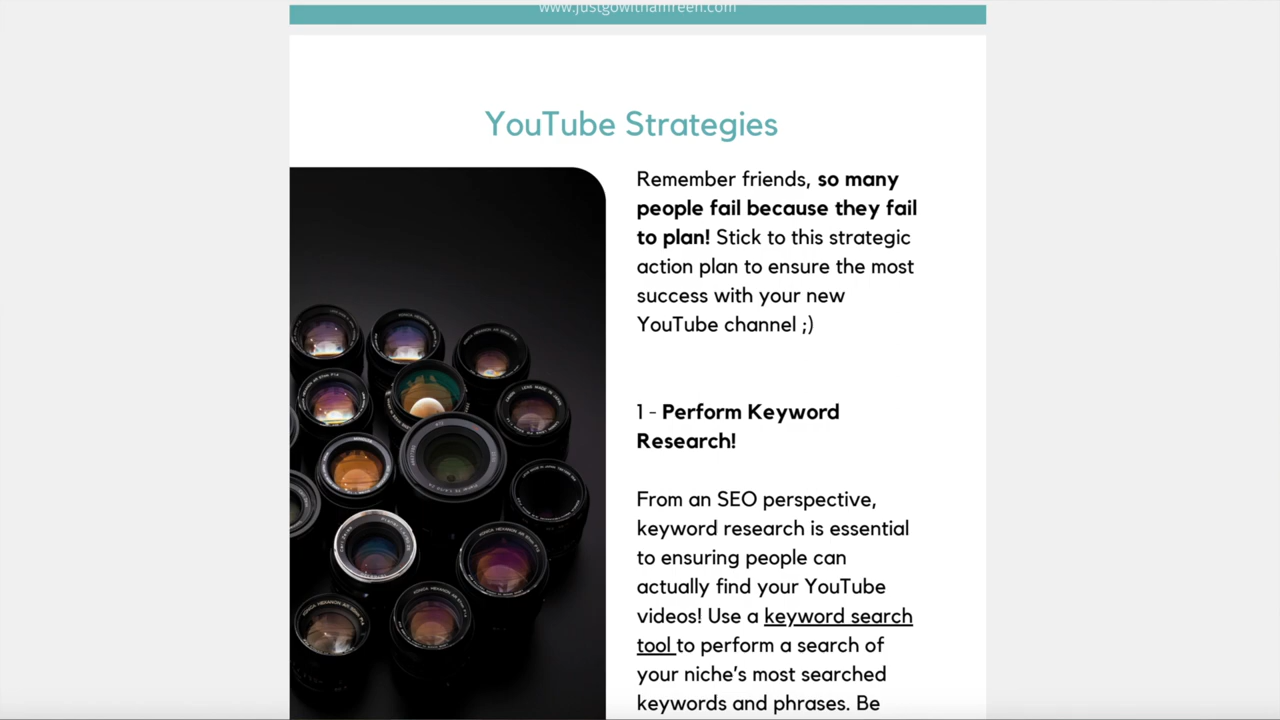 www.justgowithamreen.com
YouTube Strategies
Remember friends, so many
people fail because they fail
to plan! Stick to this strategic
action plan to ensure the most
success with your new
YouTube channel ;)
1 - Perform Keyword
Research!
From an SEO perspective,
keyword research is essential
to ensuring people can
actually find your YouTube
videos! Use a keyword search
tool to perform a search of
your niche's most searched
keywords and phrases. Be